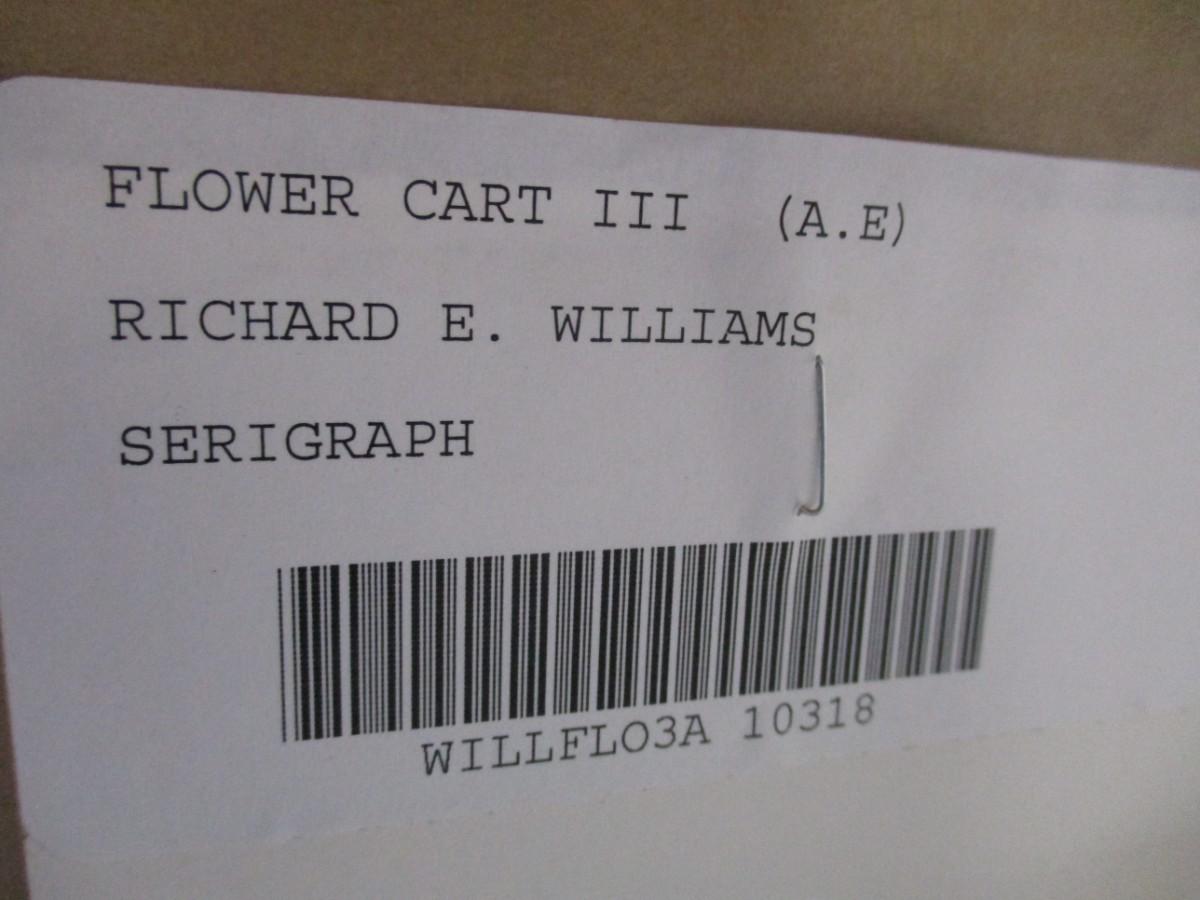 FLOWER CART III (A.E)
RICHARD E. WILLIAMS
SERIGRAPH
WILLFLO3A 10318